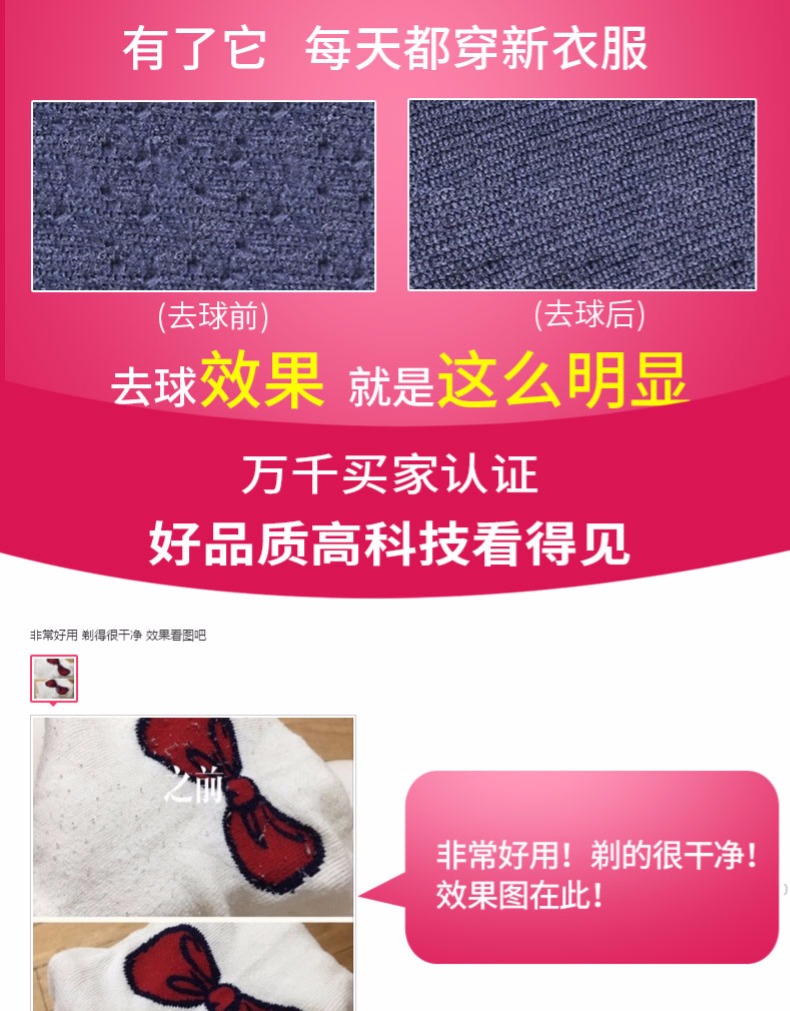 有了它 每天都穿新衣服
(去球前)
(去球后)
去球效果 就是这么明显
万千买家认证
好品质高科技看得见
非常好用 剃得很干净 效果看图吧
之前
非常好用！剃的很干净！
效果图在此！